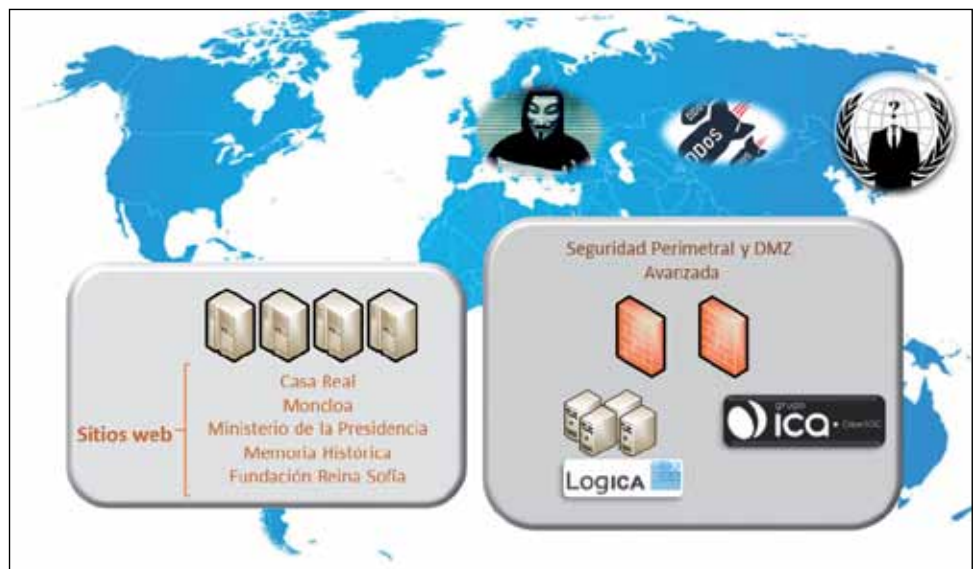 DDOS
?
Seguridad Perimetral y DMZ
Avanzada
Casa Real
Moncloa
Sitios web
Ministerio de la Presidencia
Memoria Histórica
Fundación Reina Sofía
grupo
ica
LogICA